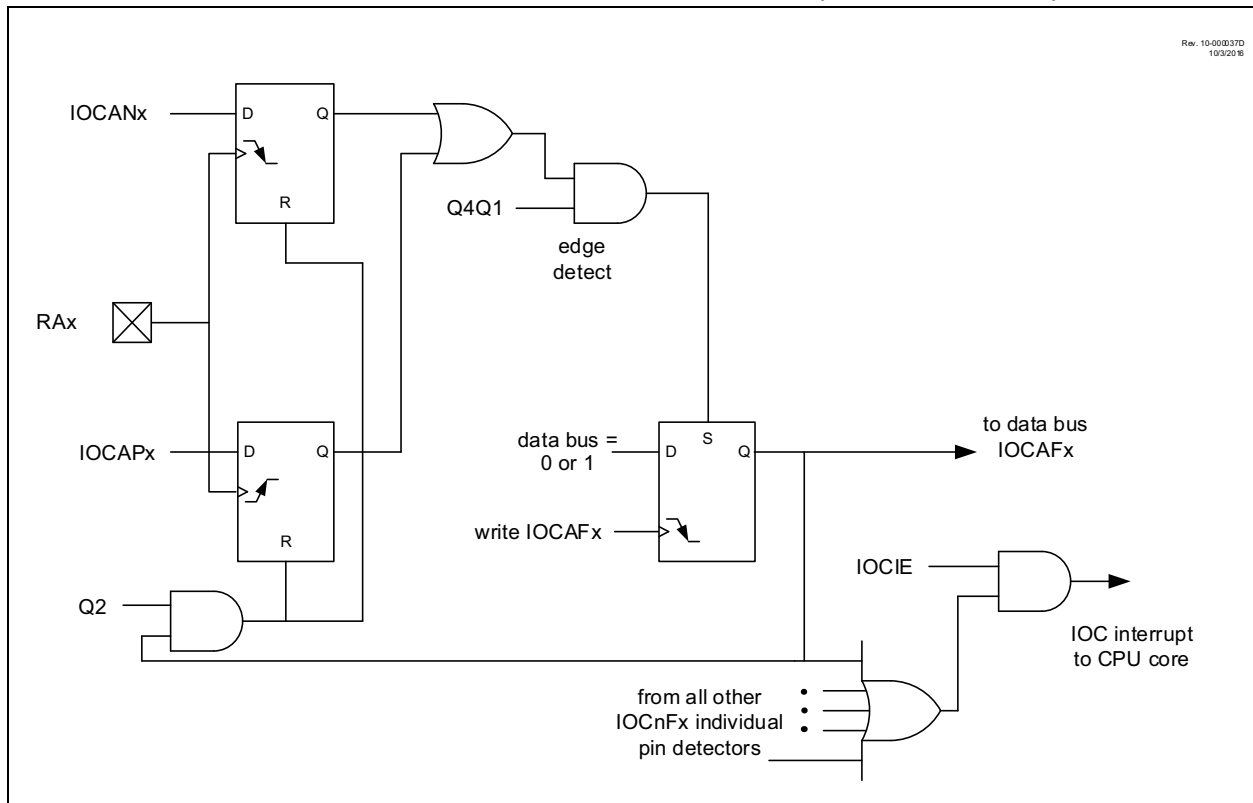 Rev. 10-000037D
10/3/2016
IOCANx
D
Q
R
Q4Q1
edge
detect
RAx
IOCAPx
D
Q
R
data bus =
0 or 1
S
D
Q
to data bus
IOCAFx
write IOCAFx
IOCIE
Q2
IOC interrupt
to CPU core
from all other
IOCnFx individual
pin detectors